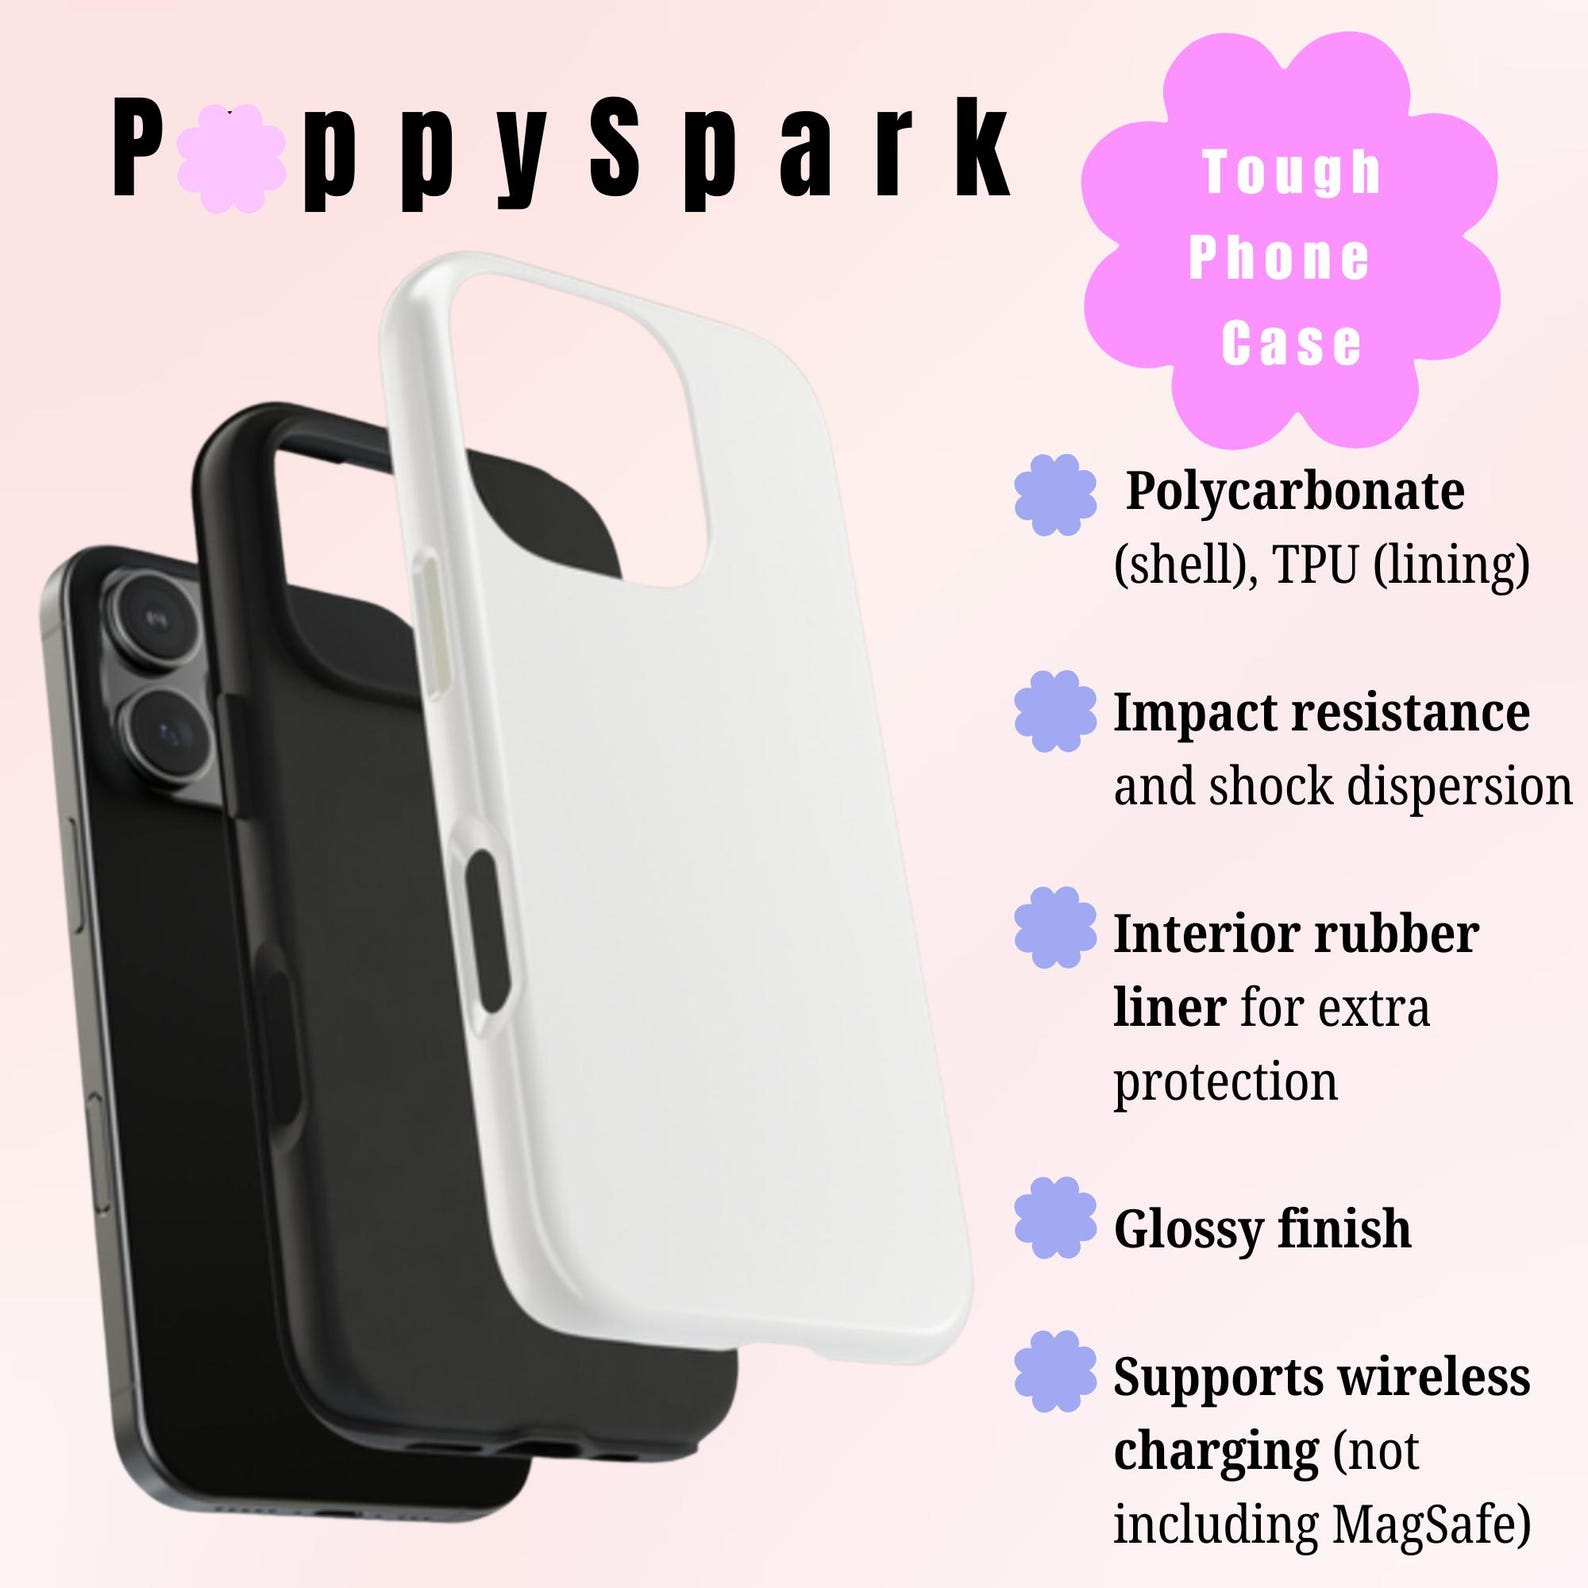 PoppySpark
Tough
Phone
Case
Polycarbonate
(shell), TPU (lining)
Impact resistance
and shock dispersion
Interior rubber
liner for extra
protection
Glossy finish
Supports wireless
charging (not
including MagSafe)